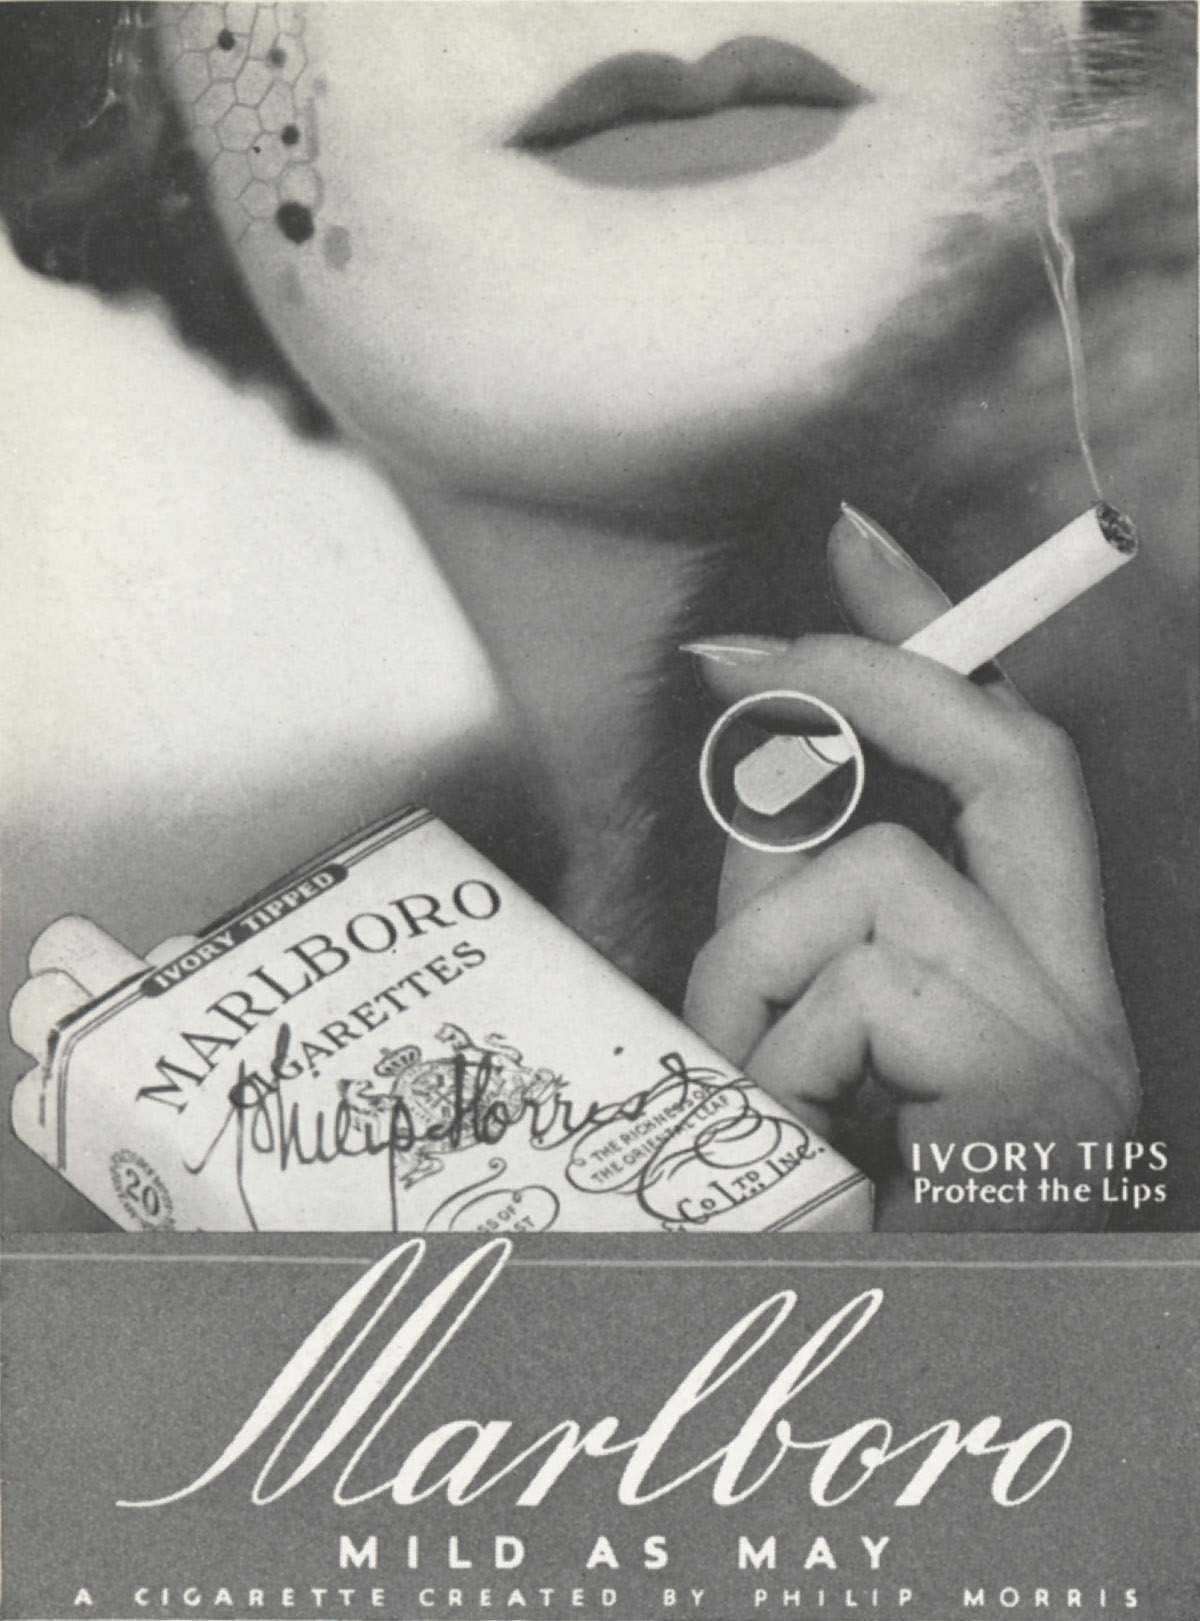 IVORY TIPPED
MARLBORO
CIGARETTES
Philip Morris
THE RICHNESS OF
THE ORIENTAL LEAF
20
& Co LTD, INC.
IVORY TIPS
Protect the Lips
Marlboro
MILD AS MAY
A CIGARETTE CREATED BY PHILIP MORRIS